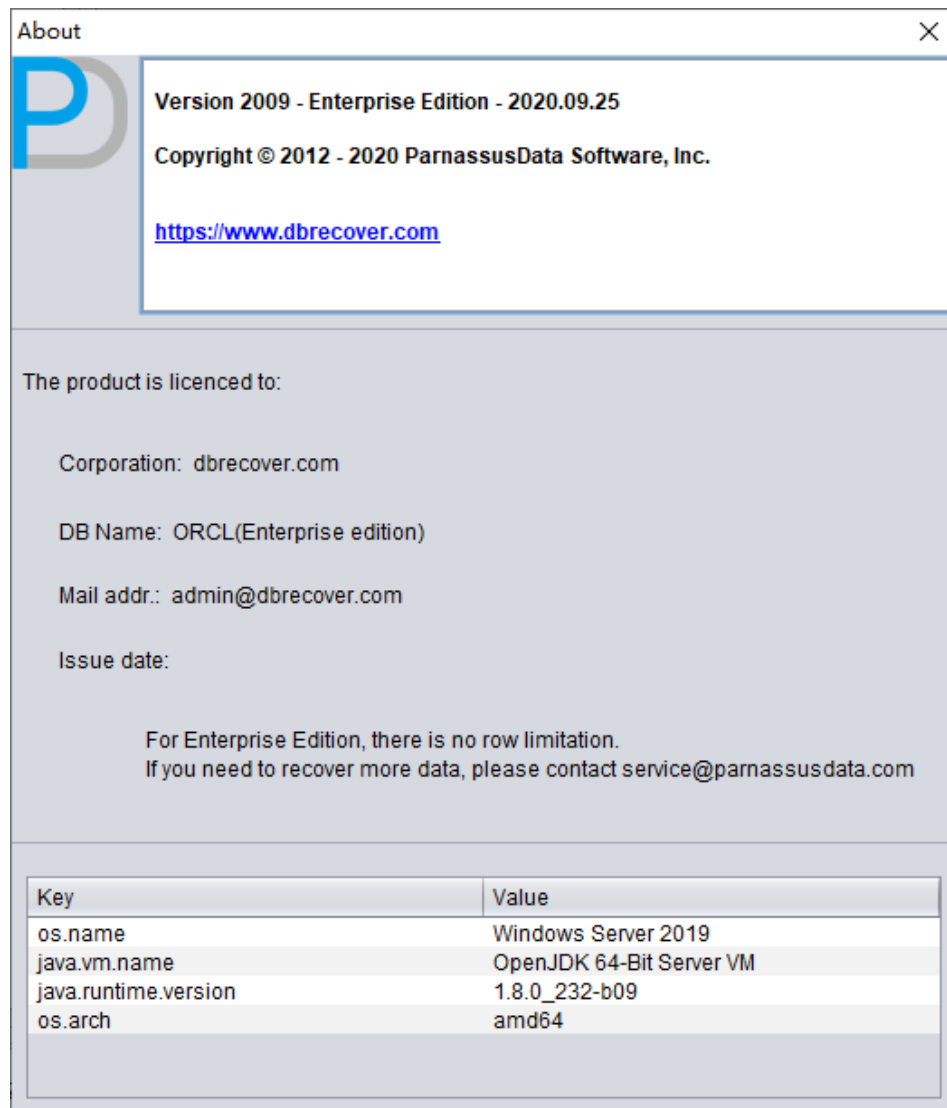 About
Version 2009 - Enterprise Edition - 2020.09.25
Copyright © 2012 - 2020 ParnassusData Software, Inc.
https://www.dbrecover.com
The product is licenced to:
Corporation: dbrecover.com
DB Name: ORCL(Enterprise edition)
Mail addr.: admin@dbrecover.com
Issue date:
For Enterprise Edition, there is no row limitation.
If you need to recover more data, please contact service@parnassusdata.com
Key Value
os.name Windows Server 2019
java.vm.name OpenJDK 64-Bit Server VM
java.runtime.version 1.8.0_232-b09
os.arch amd64